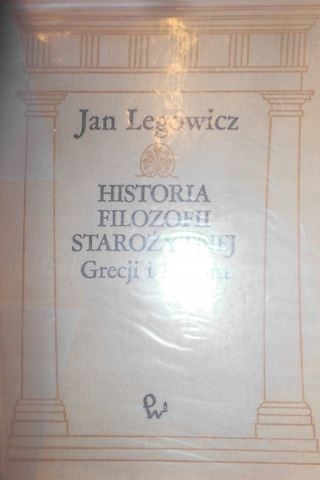 Jan Legowicz
HISTORIA
FILOZOFII
STAROŻYTNEJ
Grecji i